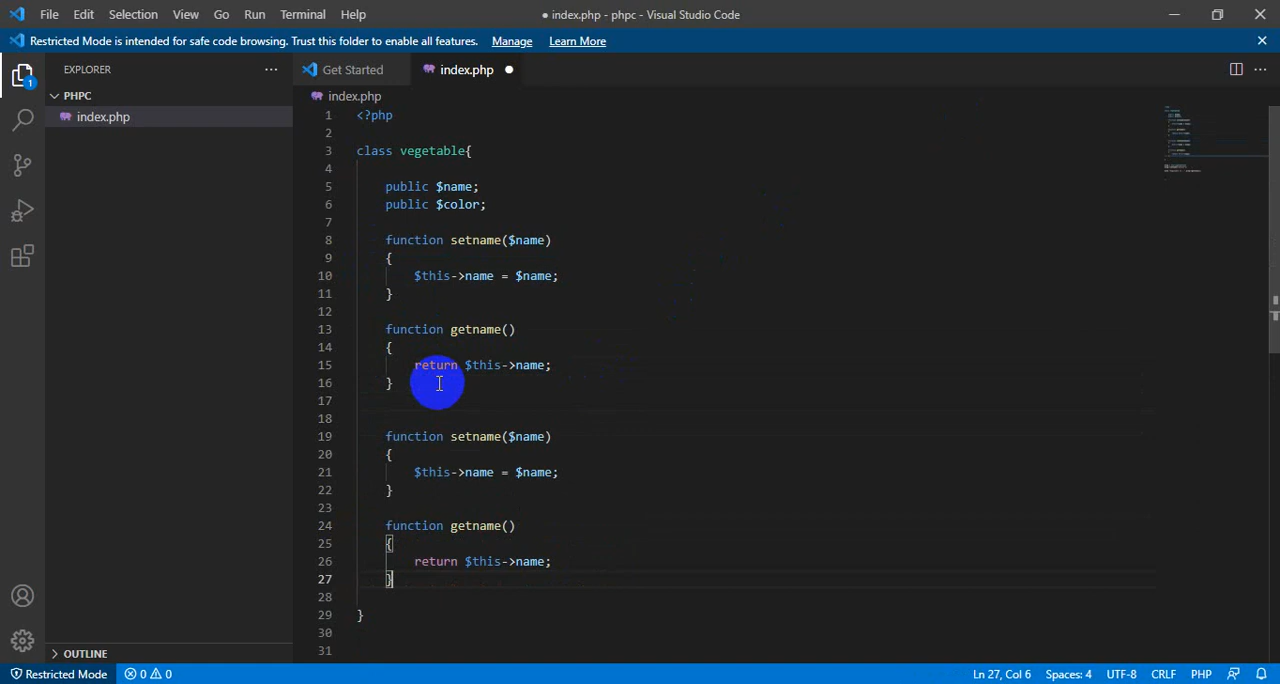 File Edit Selection View Go Run Terminal Help ● index.php - phpc - Visual Studio Code
Restricted Mode is intended for safe code browsing. Trust this folder to enable all features. Manage Learn More
EXPLORER ...
Get Started index.php ●
PHPC
index.php
index.php
1 <?php
2
3 class vegetable{
4
5 public $name;
6 public $color;
7
8 function setname($name)
9 {
10 $this->name = $name;
11 }
12
13 function getname()
14 {
15 return $this->name;
16 }
17
18
19 function setname($name)
20 {
21 $this->name = $name;
22 }
23
24 function getname()
25 {
26 return $this->name;
27 }
28
29 }
30
31
1
OUTLINE
Restricted Mode 0 0 Ln 27, Col 6 Spaces: 4 UTF-8 CRLF PHP